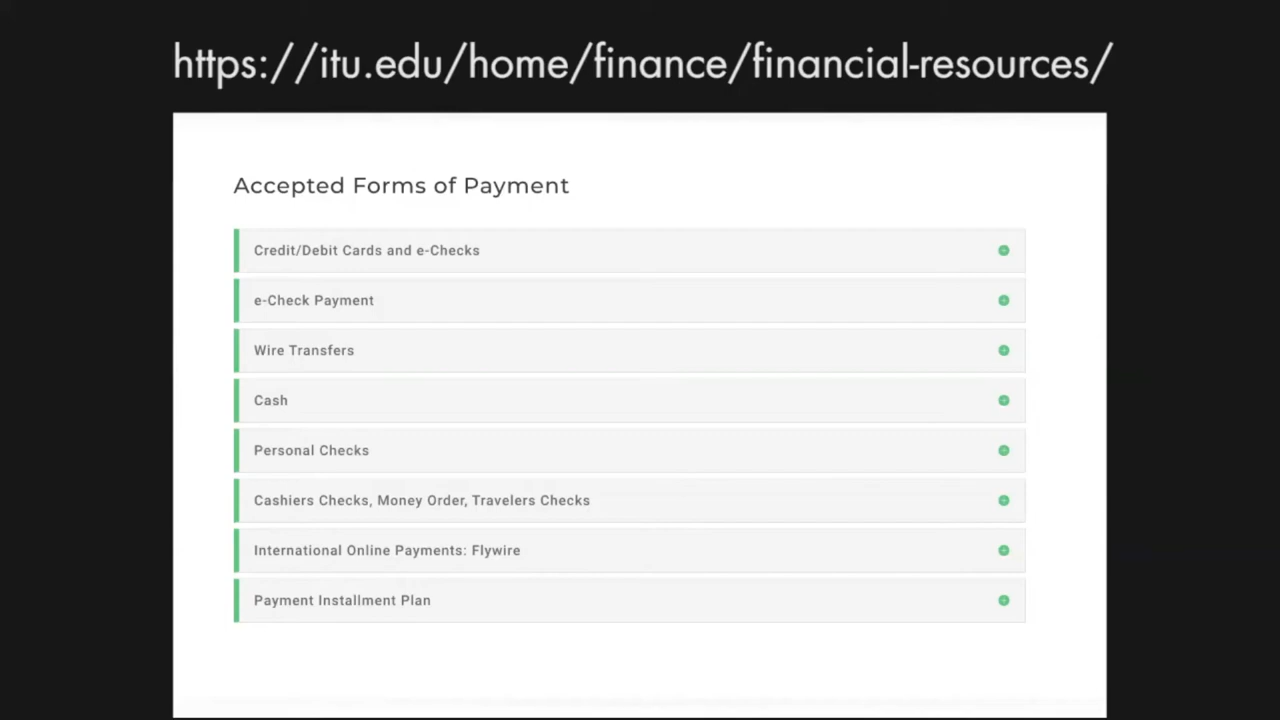 https://itu.edu/home/finance/financial-resources/
Accepted Forms of Payment
Credit/Debit Cards and e-Checks
e-Check Payment
Wire Transfers
Cash
Personal Checks
Cashiers Checks, Money Order, Travelers Checks
International Online Payments: Flywire
Payment Installment Plan